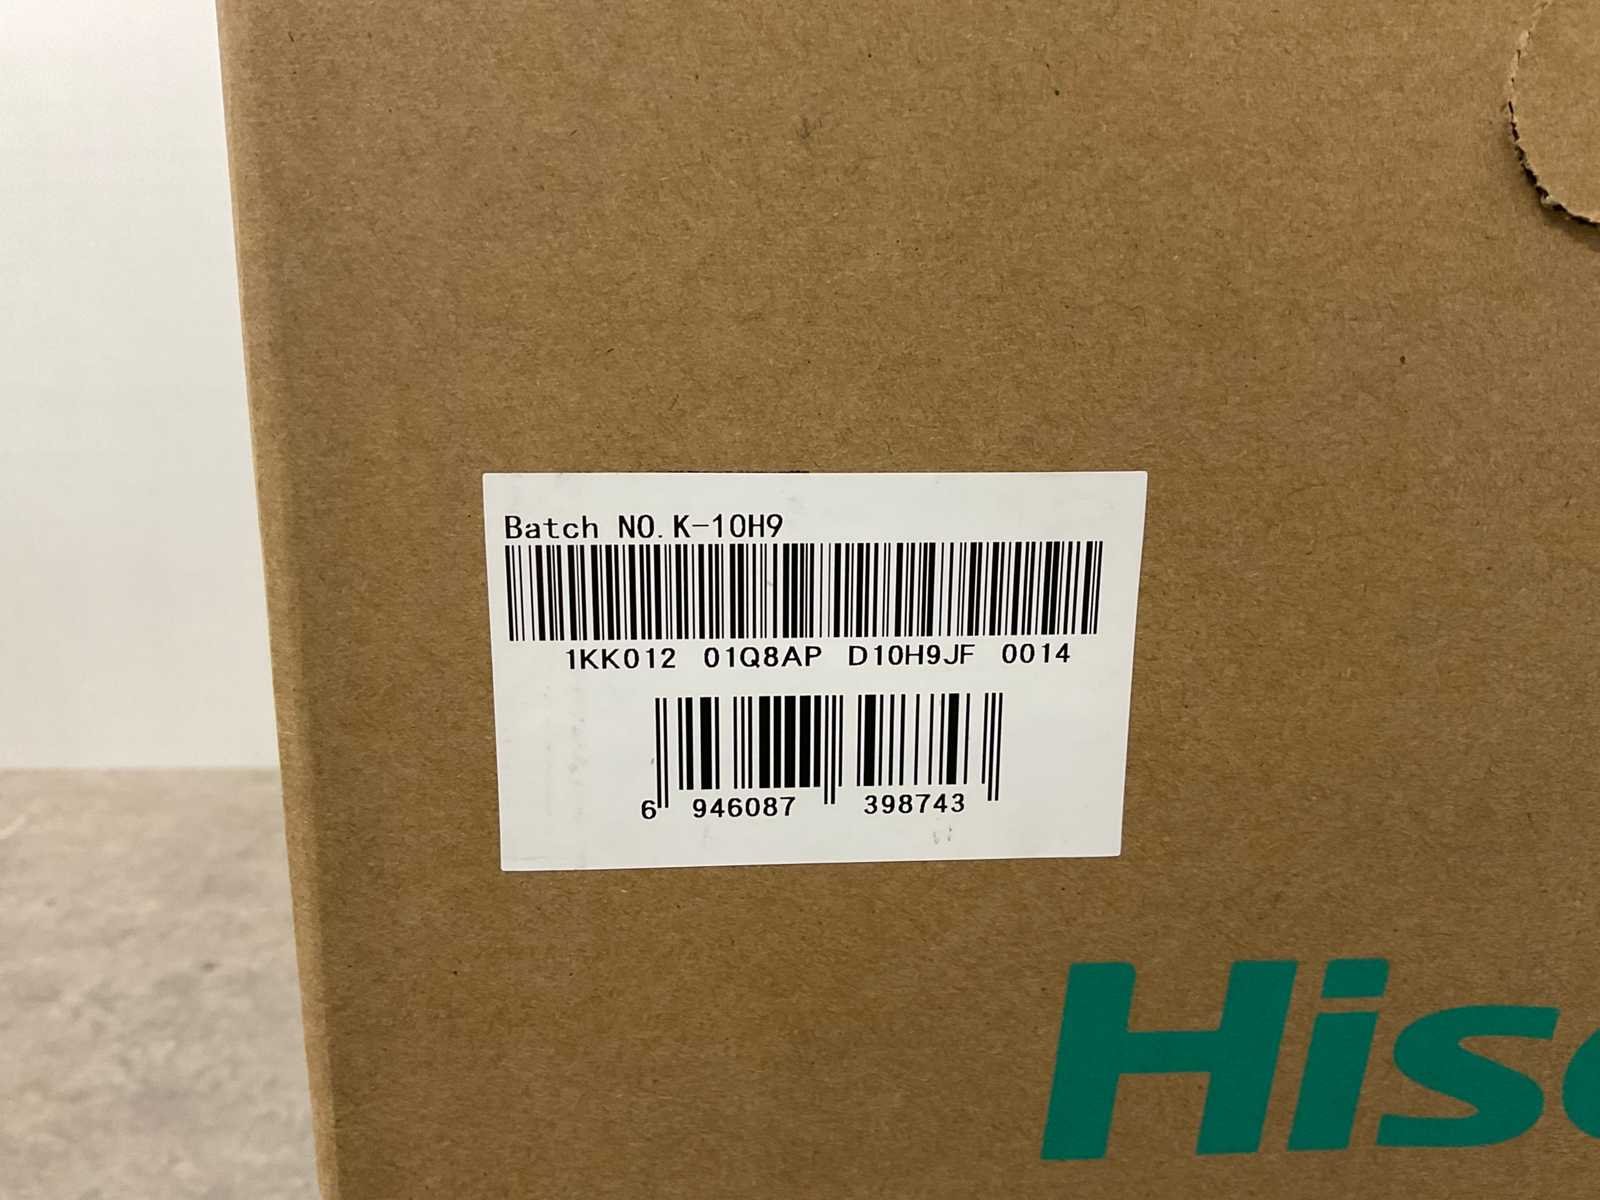 Batch NO. K-10H9
1KK012 01Q8AP D10H9JF 0014
6 946087 398743
His